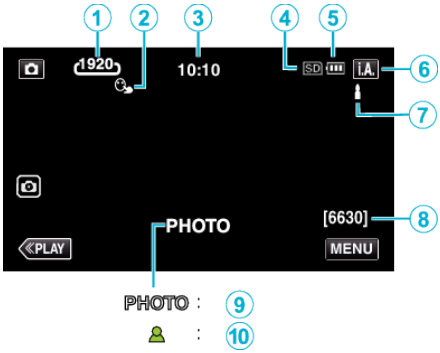 1 2 3 4 5
1920 10:10 SD i.A. 6
7
PHOTO [6630] 8
≪PLAY MENU
PHOTO : 9
: 10